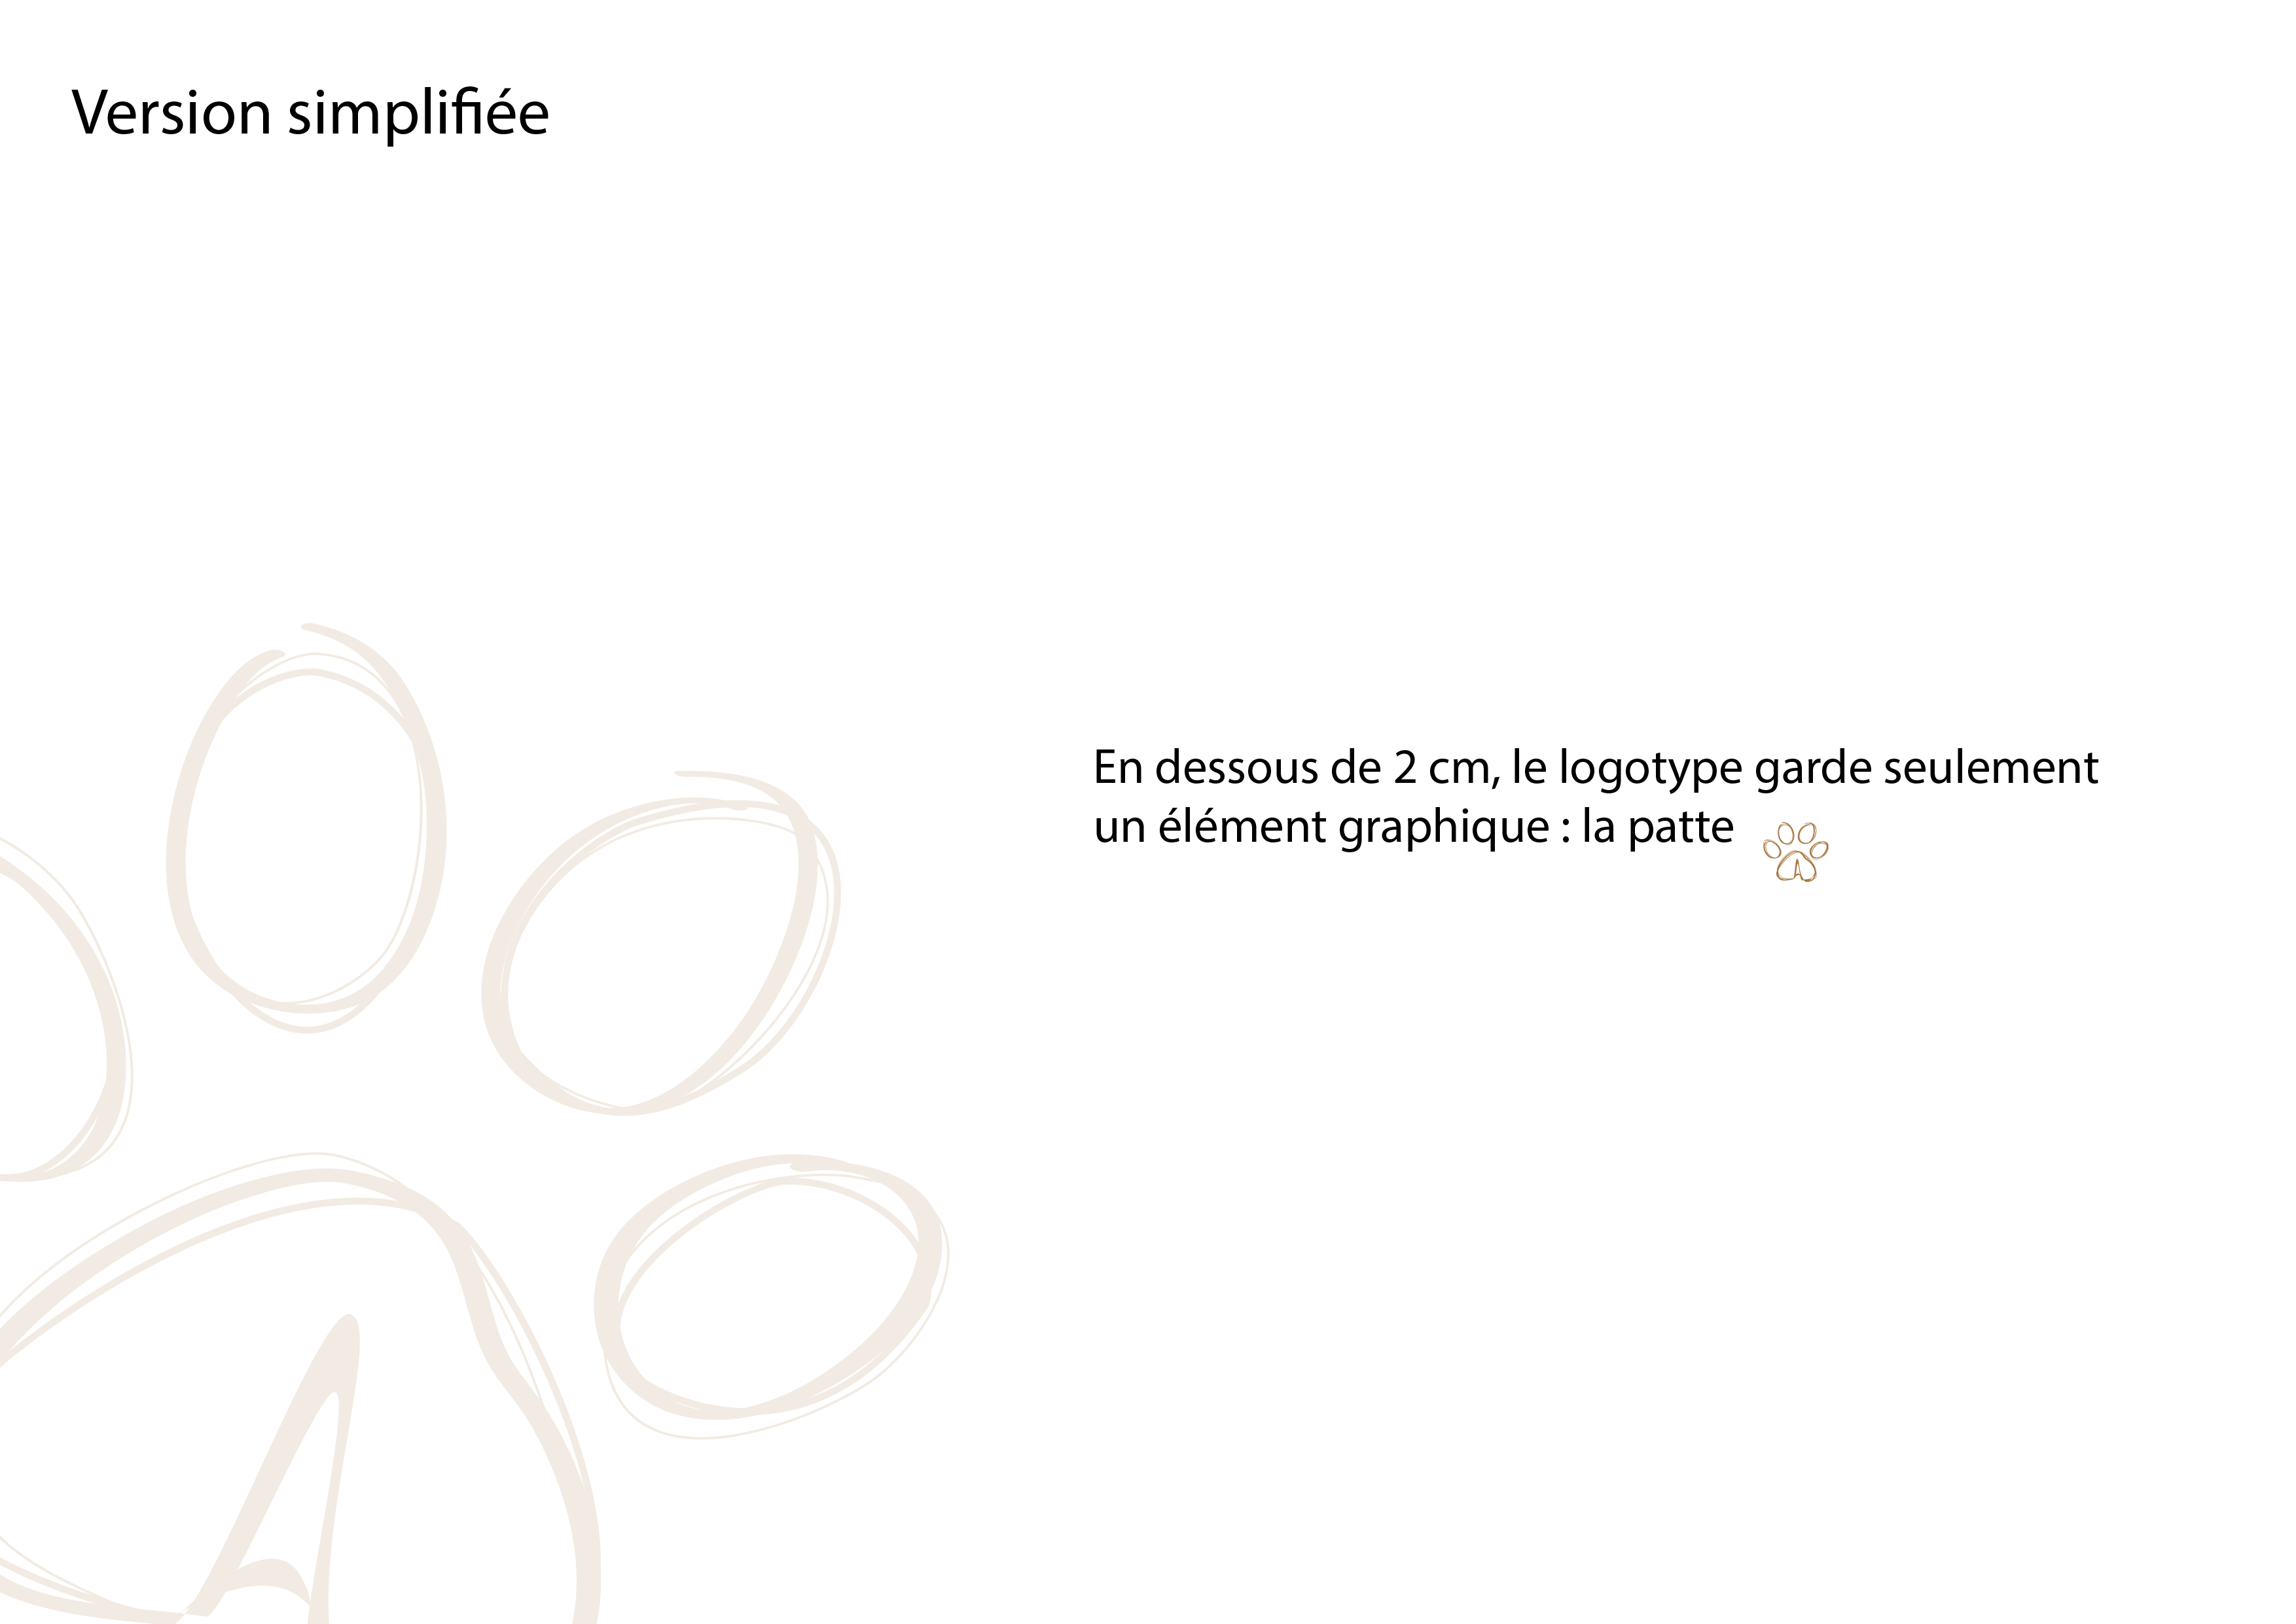 Version simplifiée
En dessous de 2 cm, le logotype garde seulement
un élément graphique : la patte
A